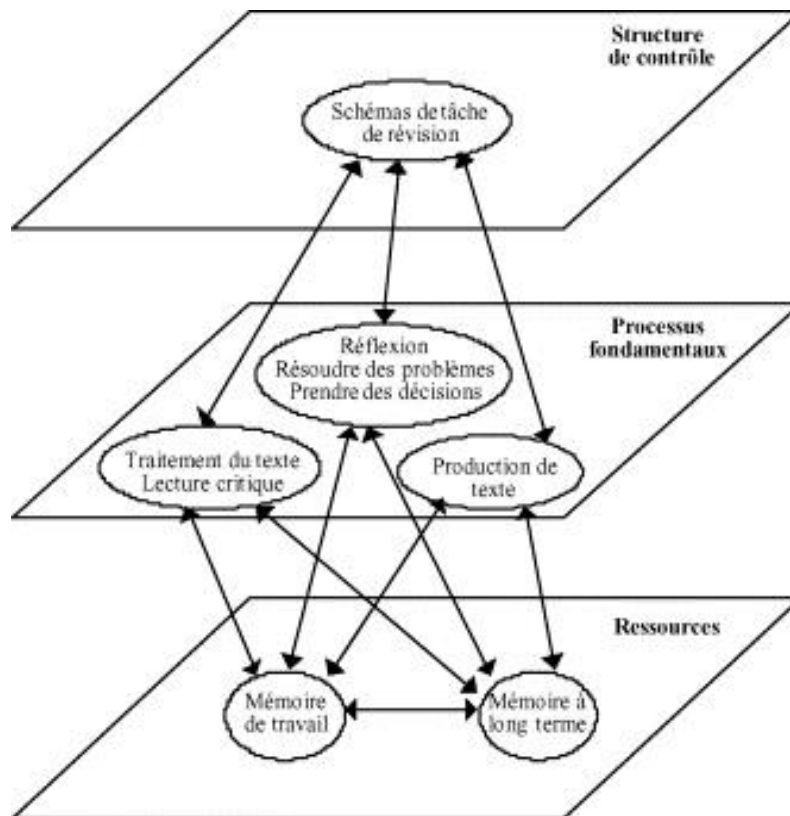 Structure
de contrôle
Schémas de tâche
de révision
Processus
fondamentaux
Réflexion
Résoudre des problèmes
Prendre des décisions
Traitement du texte
Lecture critique
Production de
texte
Ressources
Mémoire
de travail
Mémoire à
long terme